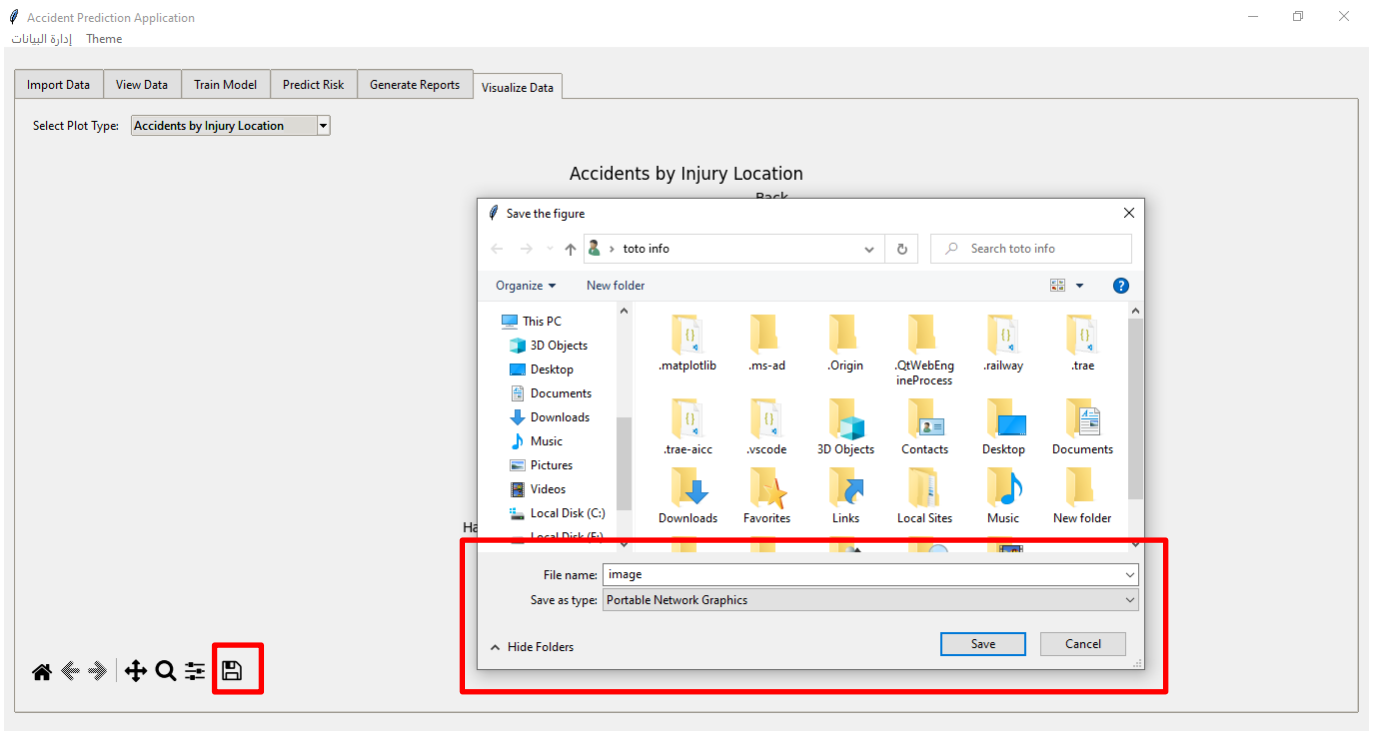 Accident Prediction Application
إدارة البيانات Theme
Import Data View Data Train Model Predict Risk Generate Reports Visualize Data
Select Plot Type: Accidents by Injury Location
Accidents by Injury Location
Back
Save the figure
toto info
Search toto info
Organize New folder
This PC
3D Objects
Desktop
Documents
Downloads
Music
Pictures
Videos
Local Disk (C:)
Local Disk (F:)
.matplotlib .ms-ad .Origin .QtWebEng .railway .trae
ineProcess
.trae-aicc .vscode 3D Objects Contacts Desktop Documents
Downloads Favorites Links Local Sites Music New folder
Ha
File name: image
Save as type: Portable Network Graphics
Hide Folders Save Cancel